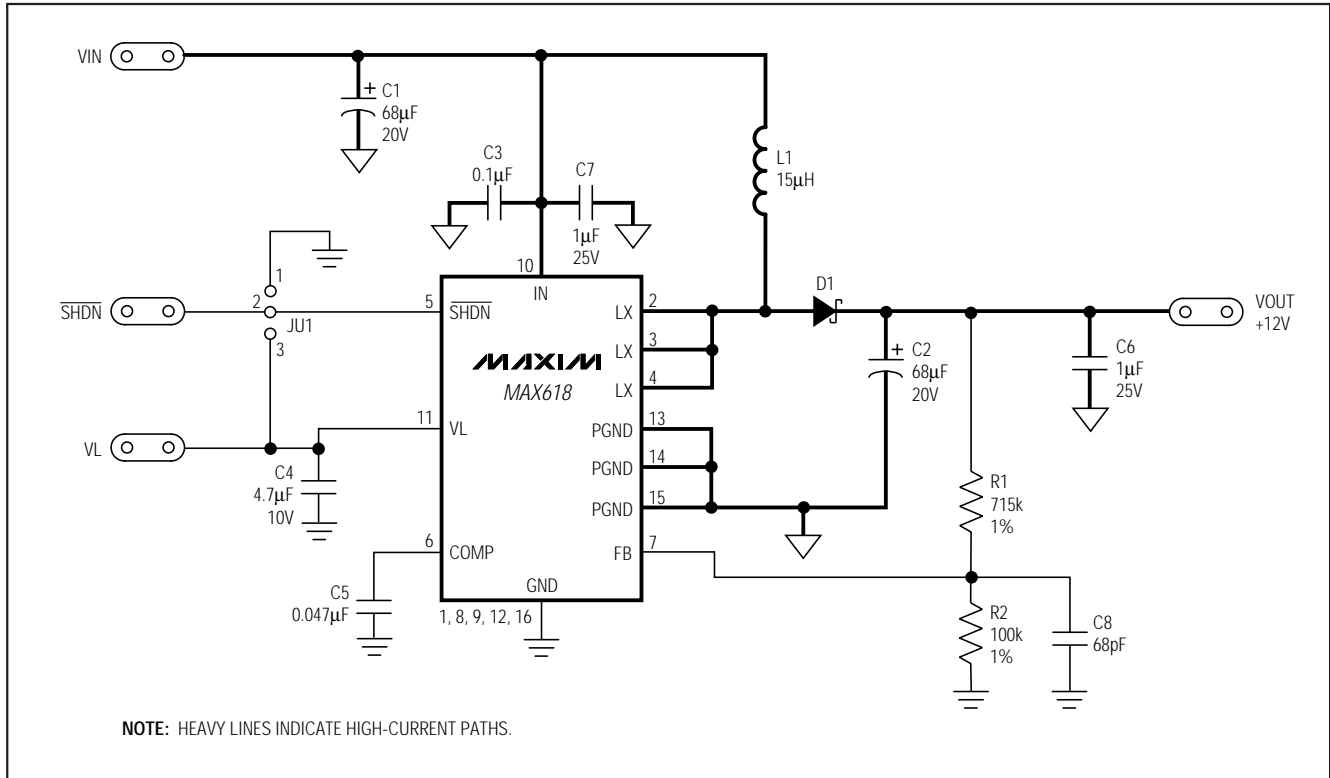 VIN
C1
+
68µF
20V
C3
0.1µF
C7
1µF
25V
L1
15µH
10
IN
1
2
3
JU1
SHDN
5
SHDN
MAXIM
MAX618
LX
2
LX
3
LX
4
D1
VOUT
+12V
+
C2
68µF
20V
C6
1µF
25V
11
VL
VL
C4
4.7µF
10V
PGND
13
PGND
14
PGND
15
R1
715k
1%
6
COMP
FB
7
C5
0.047µF
GND
1, 8, 9, 12, 16
R2
100k
1%
C8
68pF
NOTE: HEAVY LINES INDICATE HIGH-CURRENT PATHS.